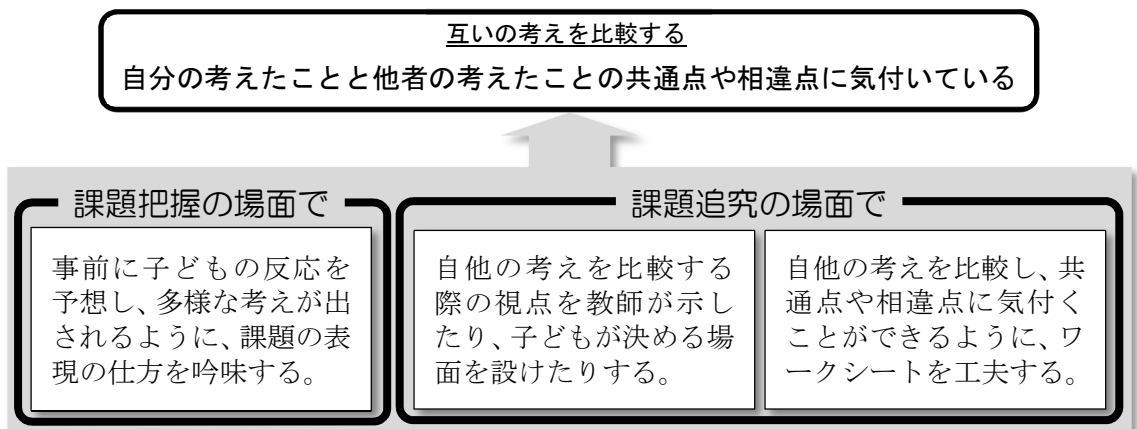 互いの考えを比較する
自分の考えたことと他者の考えたことの共通点や相違点に気付いている
課題把握の場面で
事前に子どもの反応を
予想し、多様な考えが出
されるように、課題の表
現の仕方を吟味する。
課題追究の場面で
自他の考えを比較する
際の視点を教師が示し
たり、子どもが決める場
面を設けたりする。
自他の考えを比較し、共
通点や相違点に気付く
ことができるように、ワ
ークシートを工夫する。